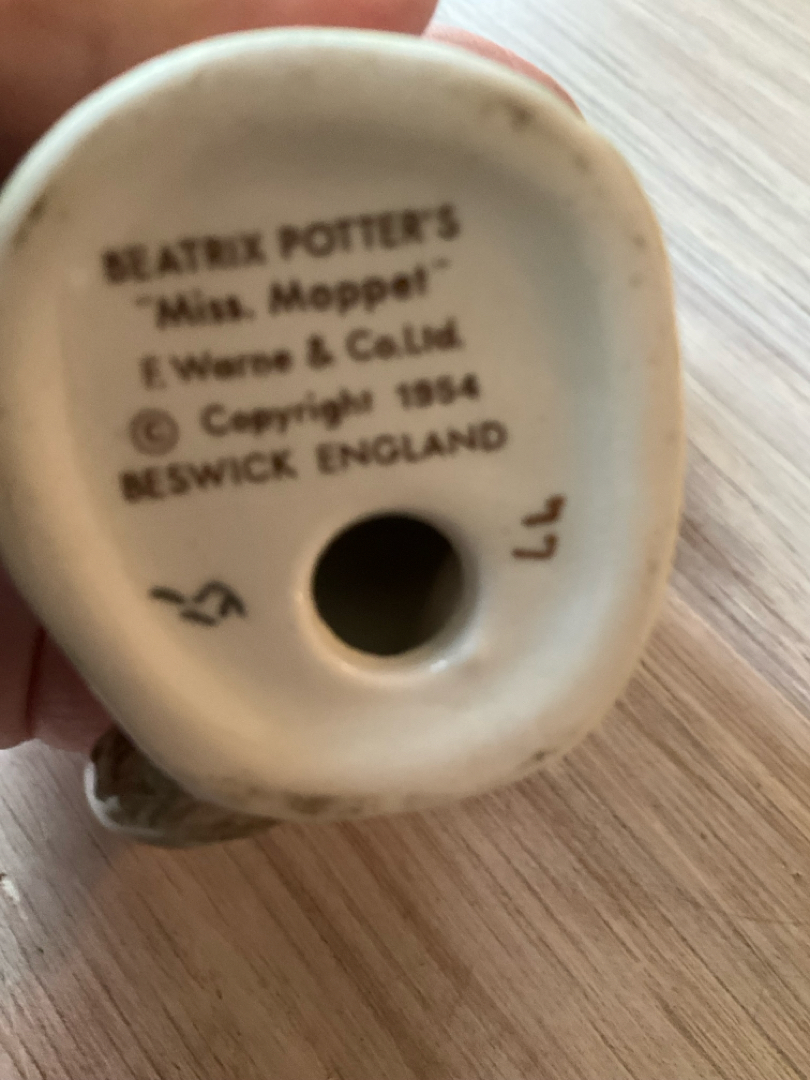 BEATRIX POTTER'S
"Miss. Moppet"
F. Warne & Co.Ltd.
© Copyright 1954
BESWICK ENGLAND